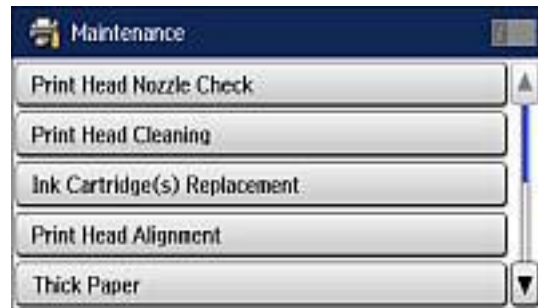 Maintenance
Print Head Nozzle Check
Print Head Cleaning
Ink Cartridge(s) Replacement
Print Head Alignment
Thick Paper